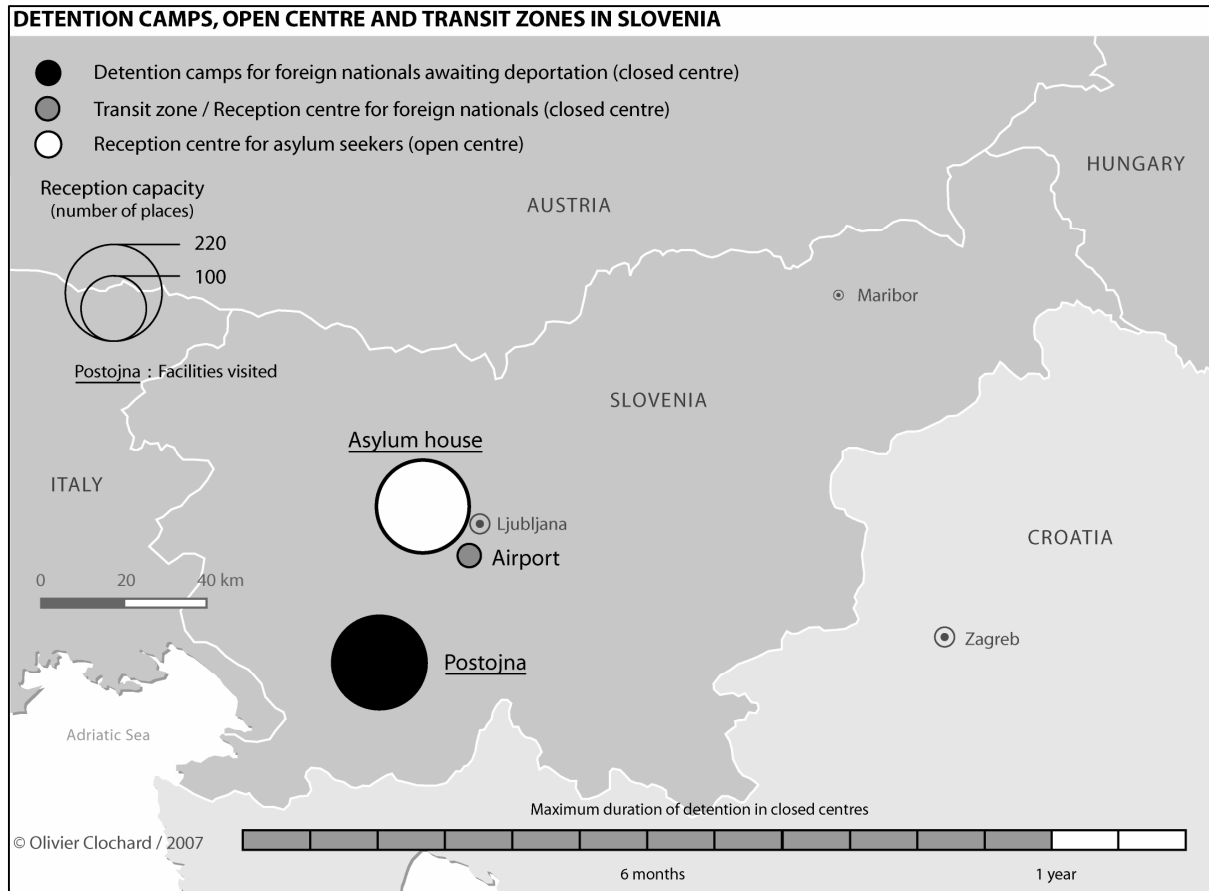 DETENTION CAMPS, OPEN CENTRE AND TRANSIT ZONES IN SLOVENIA
Detention camps for foreign nationals awaiting deportation (closed centre)
Transit zone / Reception centre for foreign nationals (closed centre)
Reception centre for asylum seekers (open centre)
Reception capacity
(number of places)
220
100
Postojna : Facilities visited
AUSTRIA
HUNGARY
Maribor
SLOVENIA
Asylum house
ITALY
Ljubljana
Airport
CROATIA
0 20 40 km
Zagreb
Postojna
Adriatic Sea
Maximum duration of detention in closed centres
© Olivier Clochard / 2007
6 months
1 year